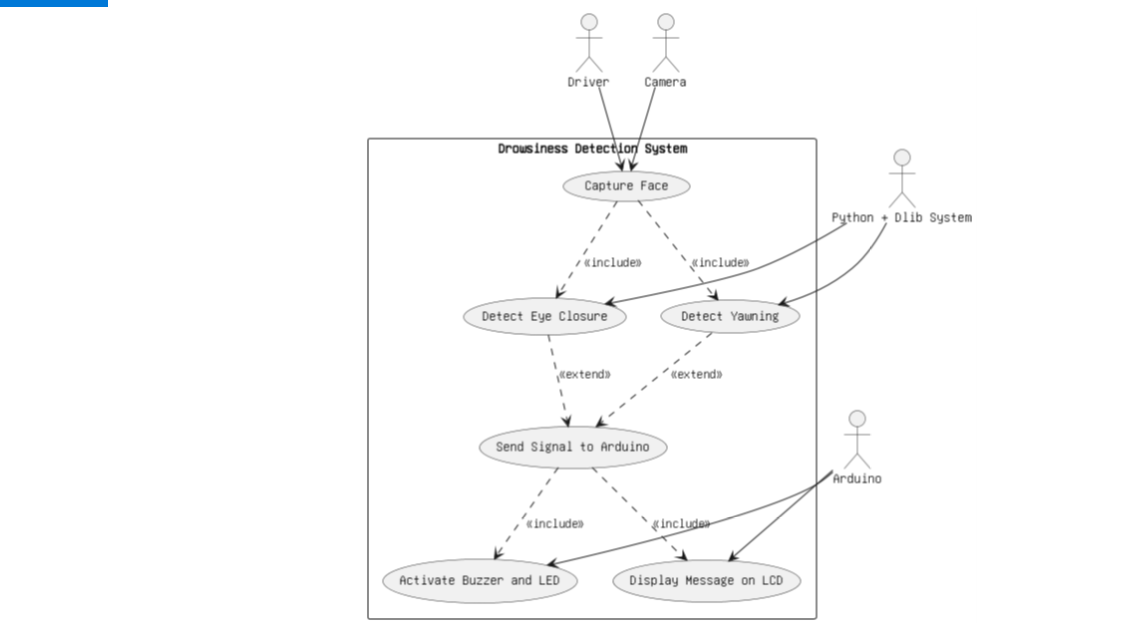 Driver
Camera
Drowsiness Detection System
Capture Face
Python + Dlib System
«include»
«include»
Detect Eye Closure
Detect Yawning
«extend»
«extend»
Send Signal to Arduino
Arduino
«include»
«include»
Activate Buzzer and LED
Display Message on LCD